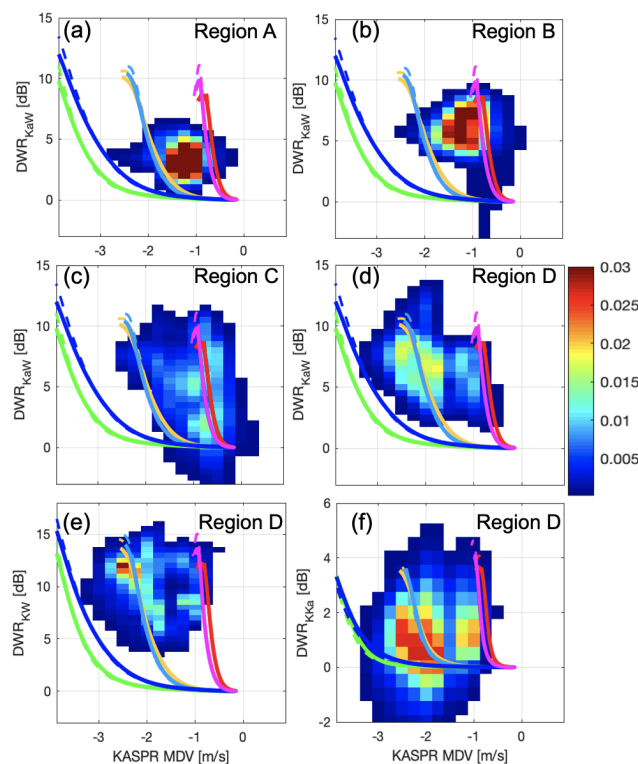 (a) Region A
(b) Region B
15
10
5
0
DWR_KaW [dB]
-3 -2 -1 0
15
10
5
0
DWR_KaW [dB]
-3 -2 -1 0
(c) Region C
(d) Region D
15
10
5
0
DWR_KaW [dB]
-3 -2 -1 0
15
10
5
0
DWR_KaW [dB]
-3 -2 -1 0
0.03
0.025
0.02
0.015
0.01
0.005
(e) Region D
(f) Region D
15
10
5
0
DWR_KW [dB]
-3 -2 -1 0
KASPR MDV [m/s]
6
4
2
0
-2
DWR_KKa [dB]
-3 -2 -1 0
KASPR MDV [m/s]